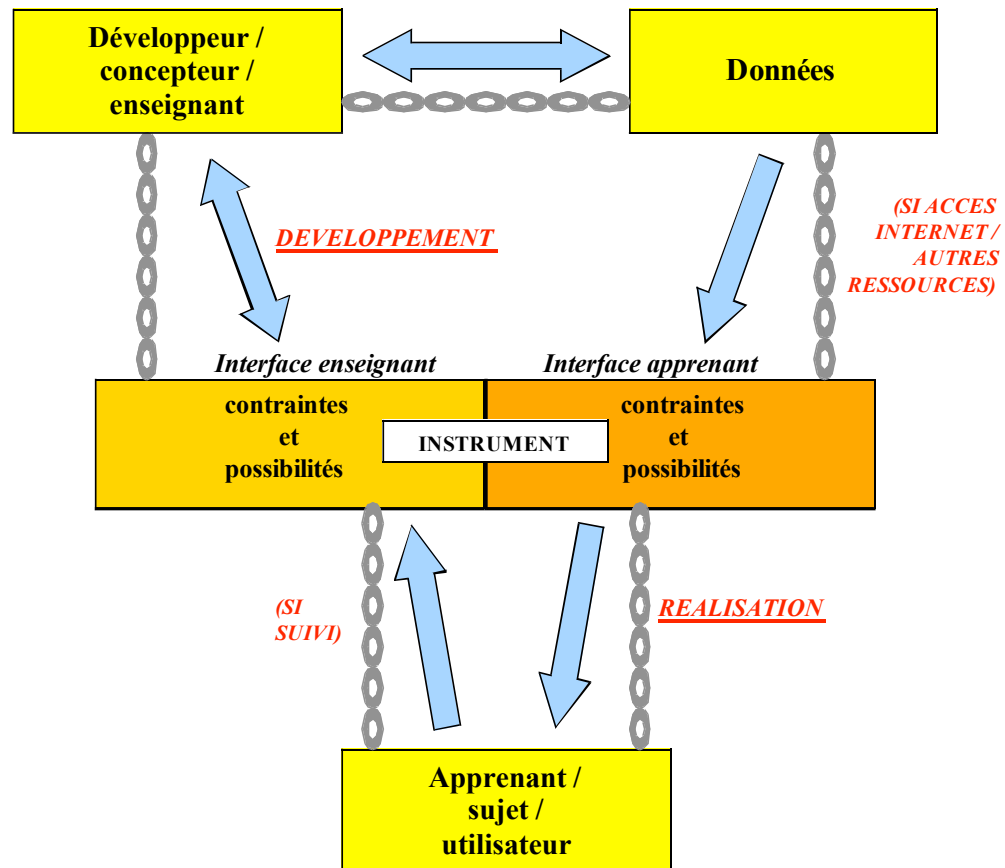 Développeur /
concepteur /
enseignant
Données
(SI ACCES
INTERNET /
AUTRES
RESSOURCES)
DEVELOPPEMENT
Interface enseignant
Interface apprenant
contraintes
et
possibilités
INSTRUMENT
contraintes
et
possibilités
(SI
SUIVI)
REALISATION
Apprenant /
sujet /
utilisateur